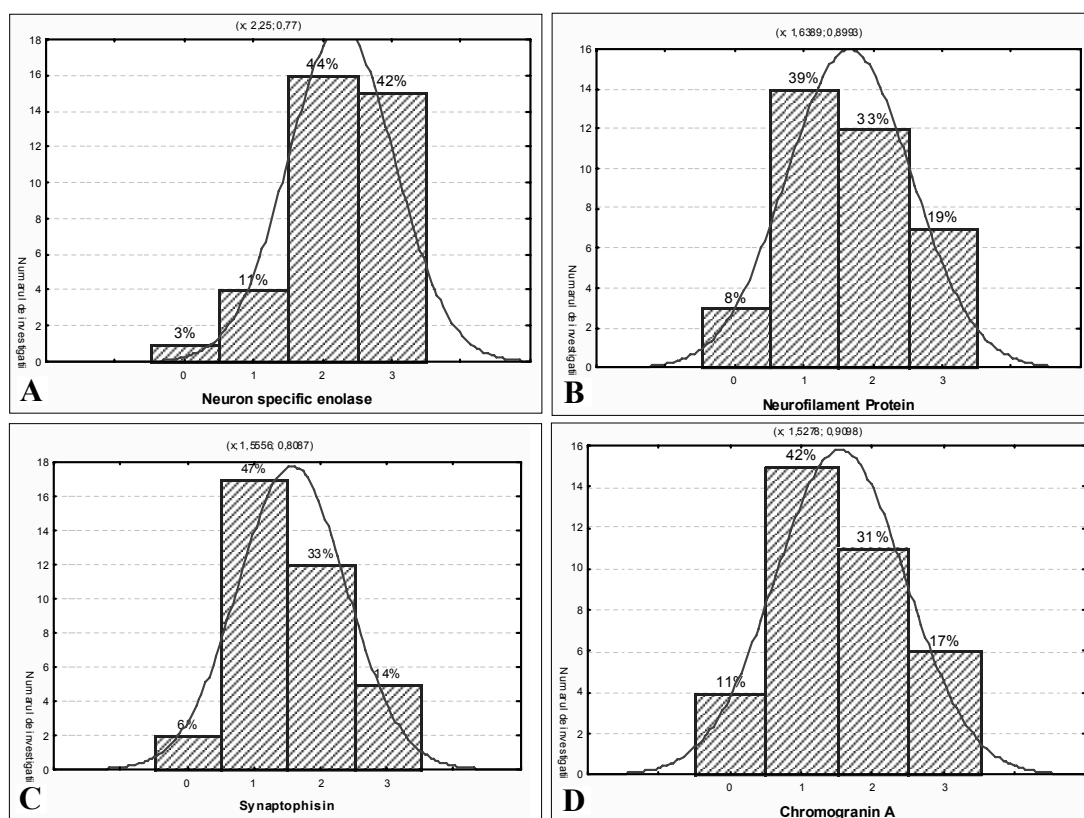 (x; 2,25; 0,77)
18
16
14
12
10
8
6
4
2
0
Numarul de investigatii
3%
11%
44%
42%
0 1 2 3
Neuron specific enolase
A
(x; 1,6389; 0,8993)
16
14
12
10
8
6
4
2
0
Numarul de investigatii
8%
39%
33%
19%
0 1 2 3
Neurofilament Protein
B
(x; 1,5556; 0,8087)
18
16
14
12
10
8
6
4
2
0
Numarul de investigatii
6%
47%
33%
14%
0 1 2 3
Synaptophisin
C
(x; 1,5278; 0,9098)
16
14
12
10
8
6
4
2
0
Numarul de investigatii
11%
42%
31%
17%
0 1 2 3
Chromogranin A
D